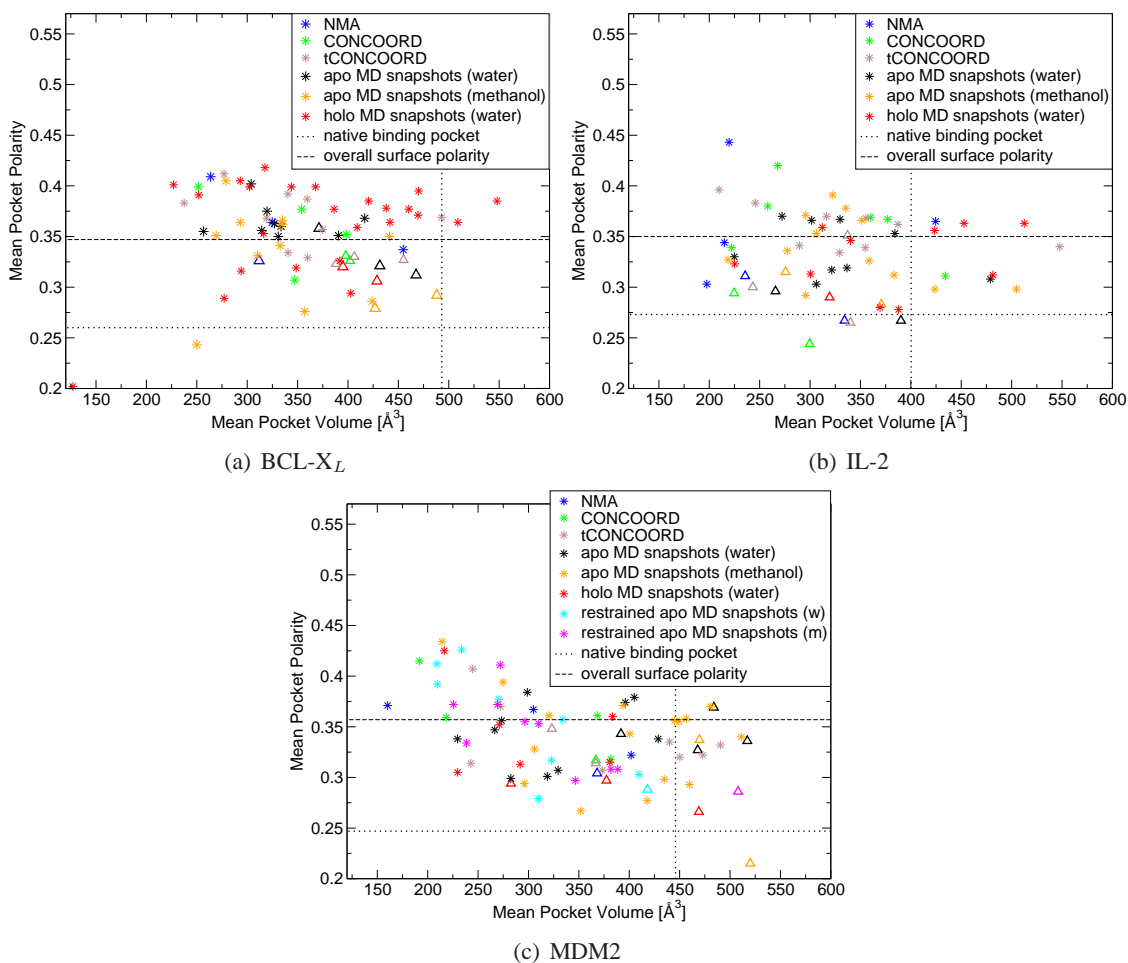 NMA
CONCOORD
tCONCOORD
apo MD snapshots (water)
apo MD snapshots (methanol)
holo MD snapshots (water)
native binding pocket
overall surface polarity
0.55
0.5
0.45
0.4
0.35
0.3
0.25
0.2
Mean Pocket Polarity
150 200 250 300 350 400 450 500 550 600
Mean Pocket Volume [Å³]
(a) BCL-X_L
NMA
CONCOORD
tCONCOORD
apo MD snapshots (water)
apo MD snapshots (methanol)
holo MD snapshots (water)
native binding pocket
overall surface polarity
0.55
0.5
0.45
0.4
0.35
0.3
0.25
0.2
Mean Pocket Polarity
150 200 250 300 350 400 450 500 550 600
Mean Pocket Volume [Å³]
(b) IL-2
NMA
CONCOORD
tCONCOORD
apo MD snapshots (water)
apo MD snapshots (methanol)
holo MD snapshots (water)
restrained apo MD snapshots (w)
restrained apo MD snapshots (m)
native binding pocket
overall surface polarity
0.55
0.5
0.45
0.4
0.35
0.3
0.25
0.2
Mean Pocket Polarity
150 200 250 300 350 400 450 500 550 600
Mean Pocket Volume [Å³]
(c) MDM2